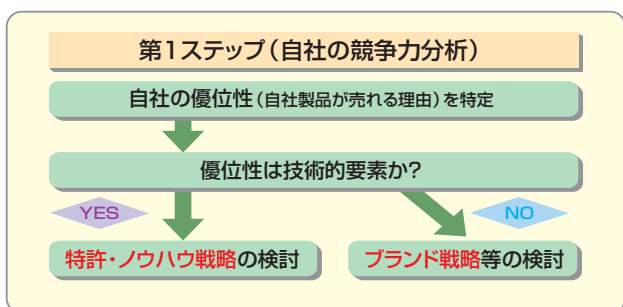 第1ステップ(自社の競争力分析)
自社の優位性(自社製品が売れる理由)を特定
優位性は技術的要素か?
YES
NO
特許・ノウハウ戦略の検討
ブランド戦略等の検討